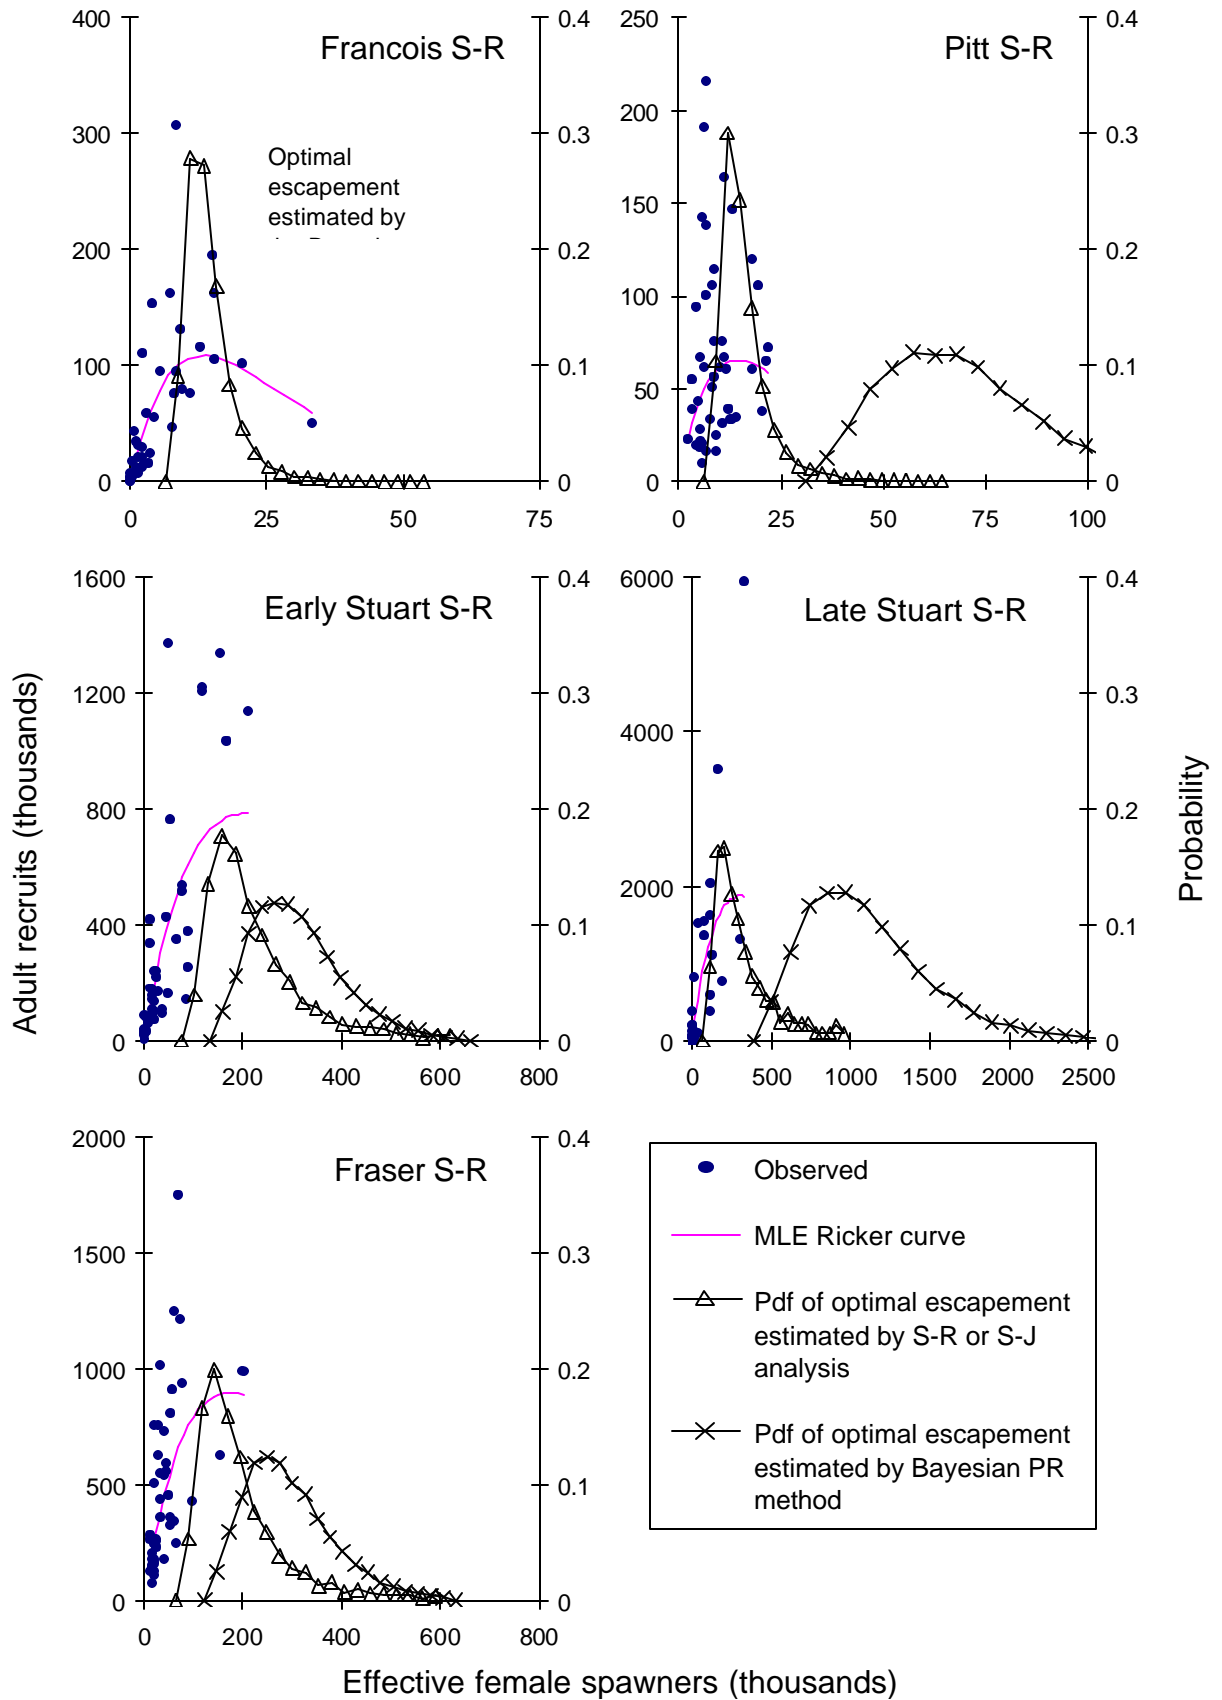 Francois S-R
400
300
200
100
0
0.4
0.3
0.2
0.1
0
0 25 50 75
Optimal
escapement
estimated by
Pitt S-R
250
200
150
100
50
0
0.4
0.3
0.2
0.1
0
0 25 50 75 100
Early Stuart S-R
1600
1200
800
400
0
0.4
0.3
0.2
0.1
0
0 200 400 600 800
Late Stuart S-R
6000
4000
2000
0
0.4
0.3
0.2
0.1
0
0 500 1000 1500 2000 2500
Adult recruits (thousands)
Probability
Fraser S-R
2000
1500
1000
500
0
0.4
0.3
0.2
0.1
0
0 200 400 600 800
Observed
MLE Ricker curve
Pdf of optimal escapement
estimated by S-R or S-J
analysis
Pdf of optimal escapement
estimated by Bayesian PR
method
Effective female spawners (thousands)